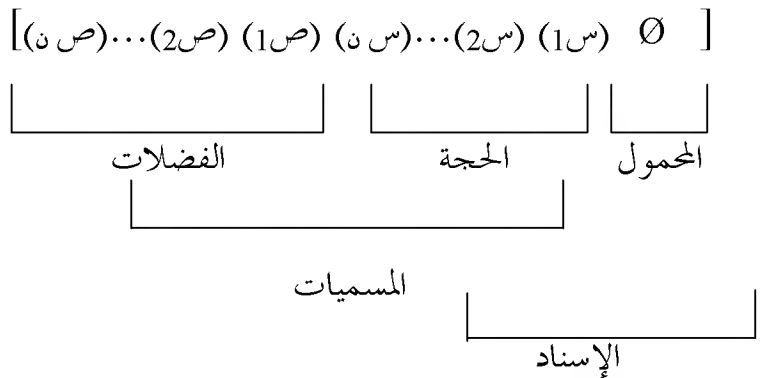 [ Ø (س1) (س2)...(س ن) (ص1) (ص2)...(ص ن)]
المحمول الحجة الفضلات
المسميات
الإسناد